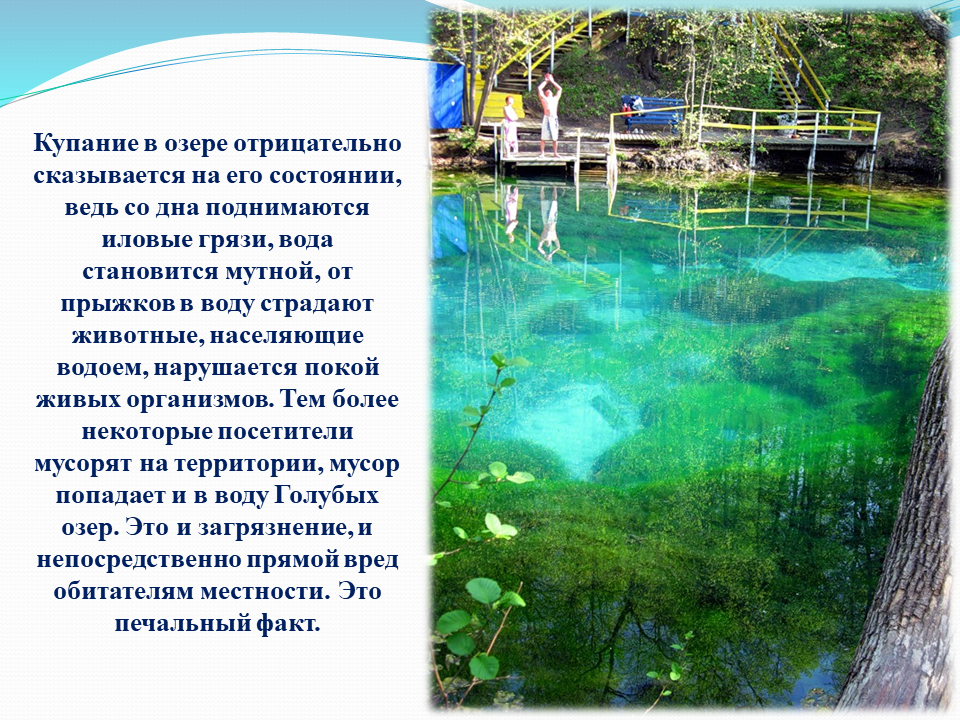 Купание в озере отрицательно
сказывается на его состоянии,
ведь со дна поднимаются
иловые грязи, вода
становится мутной, от
прыжков в воду страдают
животные, населяющие
водоем, нарушается покой
живых организмов. Тем более
некоторые посетители
мусорят на территории, мусор
попадает и в воду Голубых
озер. Это и загрязнение, и
непосредственно прямой вред
обитателям местности. Это
печальный факт.